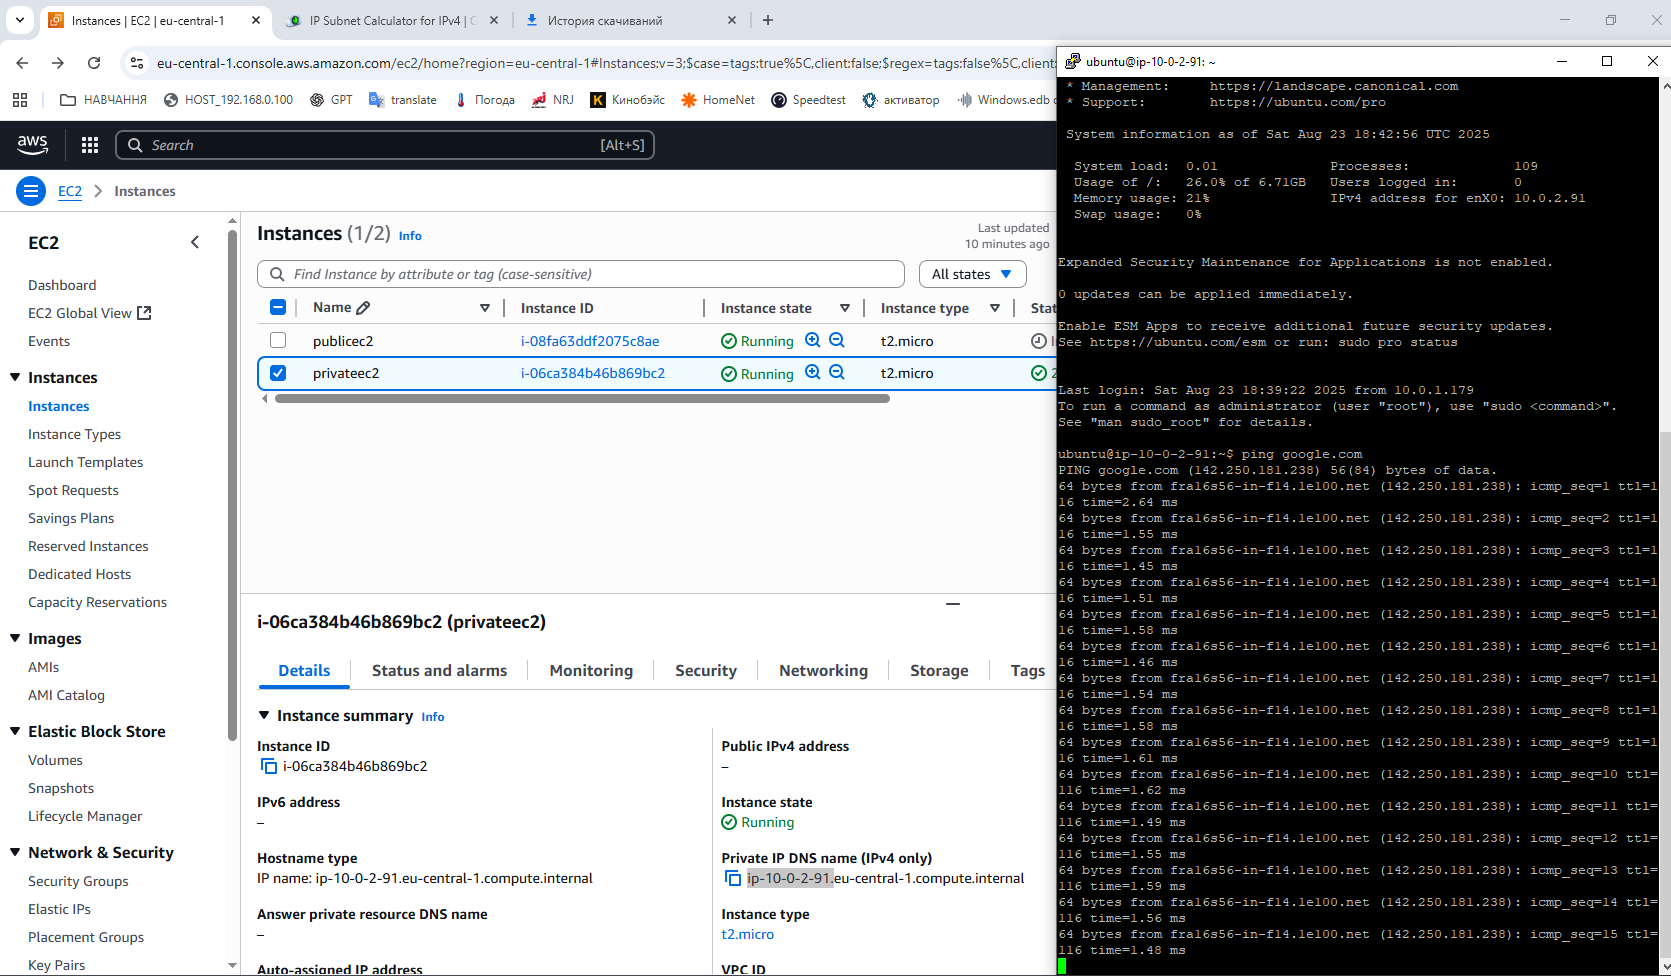 Instances | EC2 | eu-central-1
IP Subnet Calculator for IPv4 | C
История скачиваний
eu-central-1.console.aws.amazon.com/ec2/home?region=eu-central-1#Instances:v=3;$case=tags:true%5C,client:false;$regex=tags:false%5C,client:
НАВЧАННЯ
HOST_192.168.0.100
GPT
translate
Погода
NRJ
Кинобэйс
HomeNet
Speedtest
активатор
Windows.edb
aws
Search
[Alt+S]
EC2
Instances
EC2
Dashboard
EC2 Global View
Events
Instances
Instances
Instance Types
Launch Templates
Spot Requests
Savings Plans
Reserved Instances
Dedicated Hosts
Capacity Reservations
Images
AMIs
AMI Catalog
Elastic Block Store
Volumes
Snapshots
Lifecycle Manager
Network & Security
Security Groups
Elastic IPs
Placement Groups
Key Pairs
Instances (1/2) Info
Last updated
10 minutes ago
Find Instance by attribute or tag (case-sensitive)
All states
Name
Instance ID
Instance state
Instance type
Stat
publicec2
i-08fa63ddf2075c8ae
Running
t2.micro
privateec2
i-06ca384b46b869bc2
Running
t2.micro
2
i-06ca384b46b869bc2 (privateec2)
Details
Status and alarms
Monitoring
Security
Networking
Storage
Tags
Instance summary Info
Instance ID
i-06ca384b46b869bc2
Public IPv4 address
–
IPv6 address
–
Instance state
Running
Hostname type
IP name: ip-10-0-2-91.eu-central-1.compute.internal
Private IP DNS name (IPv4 only)
ip-10-0-2-91.eu-central-1.compute.internal
Answer private resource DNS name
–
Instance type
t2.micro
Auto-assigned IP address
VPC ID
ubuntu@ip-10-0-2-91: ~
* Management: https://landscape.canonical.com
* Support: https://ubuntu.com/pro
System information as of Sat Aug 23 18:42:56 UTC 2025
System load: 0.01 Processes: 109
Usage of /: 26.0% of 6.71GB Users logged in: 0
Memory usage: 21% IPv4 address for enX0: 10.0.2.91
Swap usage: 0%
Expanded Security Maintenance for Applications is not enabled.
0 updates can be applied immediately.
Enable ESM Apps to receive additional future security updates.
See https://ubuntu.com/esm or run: sudo pro status
Last login: Sat Aug 23 18:39:22 2025 from 10.0.1.179
To run a command as administrator (user "root"), use "sudo <command>".
See "man sudo_root" for details.
ubuntu@ip-10-0-2-91:~$ ping google.com
PING google.com (142.250.181.238) 56(84) bytes of data.
64 bytes from fra16s56-in-f14.1e100.net (142.250.181.238): icmp_seq=1 ttl=1
16 time=2.64 ms
64 bytes from fra16s56-in-f14.1e100.net (142.250.181.238): icmp_seq=2 ttl=1
16 time=1.55 ms
64 bytes from fra16s56-in-f14.1e100.net (142.250.181.238): icmp_seq=3 ttl=1
16 time=1.45 ms
64 bytes from fra16s56-in-f14.1e100.net (142.250.181.238): icmp_seq=4 ttl=1
16 time=1.51 ms
64 bytes from fra16s56-in-f14.1e100.net (142.250.181.238): icmp_seq=5 ttl=1
16 time=1.58 ms
64 bytes from fra16s56-in-f14.1e100.net (142.250.181.238): icmp_seq=6 ttl=1
16 time=1.46 ms
64 bytes from fra16s56-in-f14.1e100.net (142.250.181.238): icmp_seq=7 ttl=1
16 time=1.54 ms
64 bytes from fra16s56-in-f14.1e100.net (142.250.181.238): icmp_seq=8 ttl=1
16 time=1.58 ms
64 bytes from fra16s56-in-f14.1e100.net (142.250.181.238): icmp_seq=9 ttl=1
16 time=1.61 ms
64 bytes from fra16s56-in-f14.1e100.net (142.250.181.238): icmp_seq=10 ttl=
116 time=1.62 ms
64 bytes from fra16s56-in-f14.1e100.net (142.250.181.238): icmp_seq=11 ttl=
116 time=1.49 ms
64 bytes from fra16s56-in-f14.1e100.net (142.250.181.238): icmp_seq=12 ttl=
116 time=1.55 ms
64 bytes from fra16s56-in-f14.1e100.net (142.250.181.238): icmp_seq=13 ttl=
116 time=1.59 ms
64 bytes from fra16s56-in-f14.1e100.net (142.250.181.238): icmp_seq=14 ttl=
116 time=1.56 ms
64 bytes from fra16s56-in-f14.1e100.net (142.250.181.238): icmp_seq=15 ttl=
116 time=1.48 ms